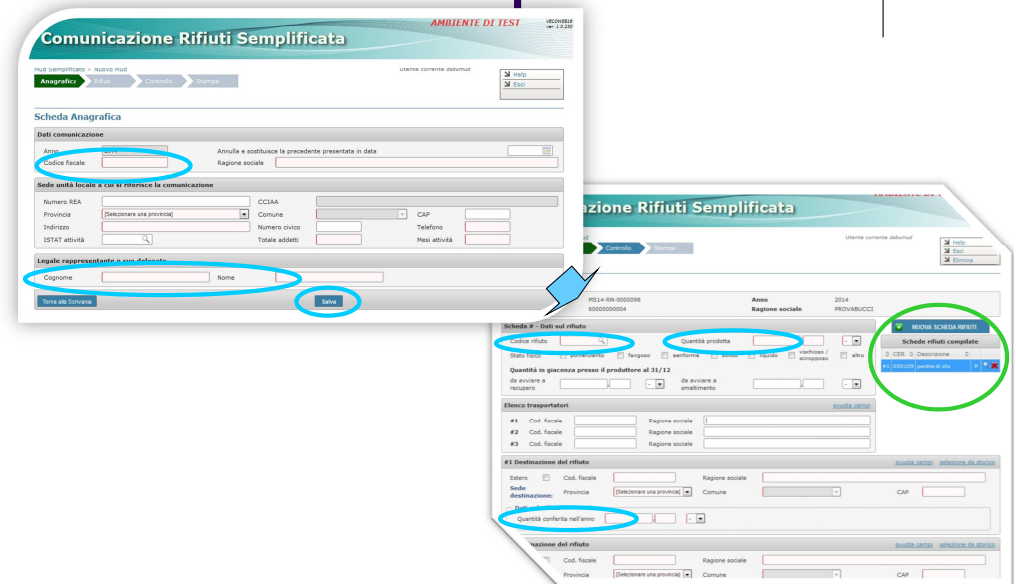 AMBIENTE DI TEST
VECOWEB18
ver. 1.0.230
Comunicazione Rifiuti Semplificata
Mud Semplificato > Nuovo Mud
Utente corrente dabumud
Anagrafica Rifiuti Controllo Stampa
Help
Esci
Scheda Anagrafica
Dati comunicazione
Anno 2014 Annulla e sostituisce la precedente presentata in data
Codice fiscale Ragione sociale
Sede unità locale a cui si riferisce la comunicazione
Numero REA CCIAA
Provincia [Selezionare una provincia] Comune CAP
Indirizzo Numero civico Telefono
ISTAT attività Totale addetti Mesi attività
Legale rappresentante o suo delegato
Cognome Nome
Torna alla Scrivania Salva
azione Rifiuti Semplificata
Utente corrente dabumud
Controllo Stampa
Help
Esci
Elimina
MS14-RN-0000098 Anno 2014
60000000004 Ragione sociale PROVABUCCI
Scheda # - Dati sul rifiuto
NUOVA SCHEDA RIFIUTI
Codice rifiuto Quantità prodotta , -
Schede rifiuti compilate
Stato fisico polverulento fangoso aeriforme solido liquido vischioso / sciropposo altro
CER Descrizione
Quantità in giacenza presso il produttore al 31/12
#1 050105 perdite di olio P
da avviare a recupero , - da avviare a smaltimento , -
Elenco trasportatori svuota campi
#1 Cod. fiscale Ragione sociale
#2 Cod. fiscale Ragione sociale
#3 Cod. fiscale Ragione sociale
#1 Destinazione del rifiuto svuota campi selezione da storico
Estero Cod. fiscale Ragione sociale
Sede destinazione: Provincia [Selezionare una provincia] Comune CAP
Quantità conferita nell'anno , -
nazione del rifiuto svuota campi selezione da storico
Cod. fiscale Ragione sociale
Provincia [Selezionare una provincia] Comune CAP